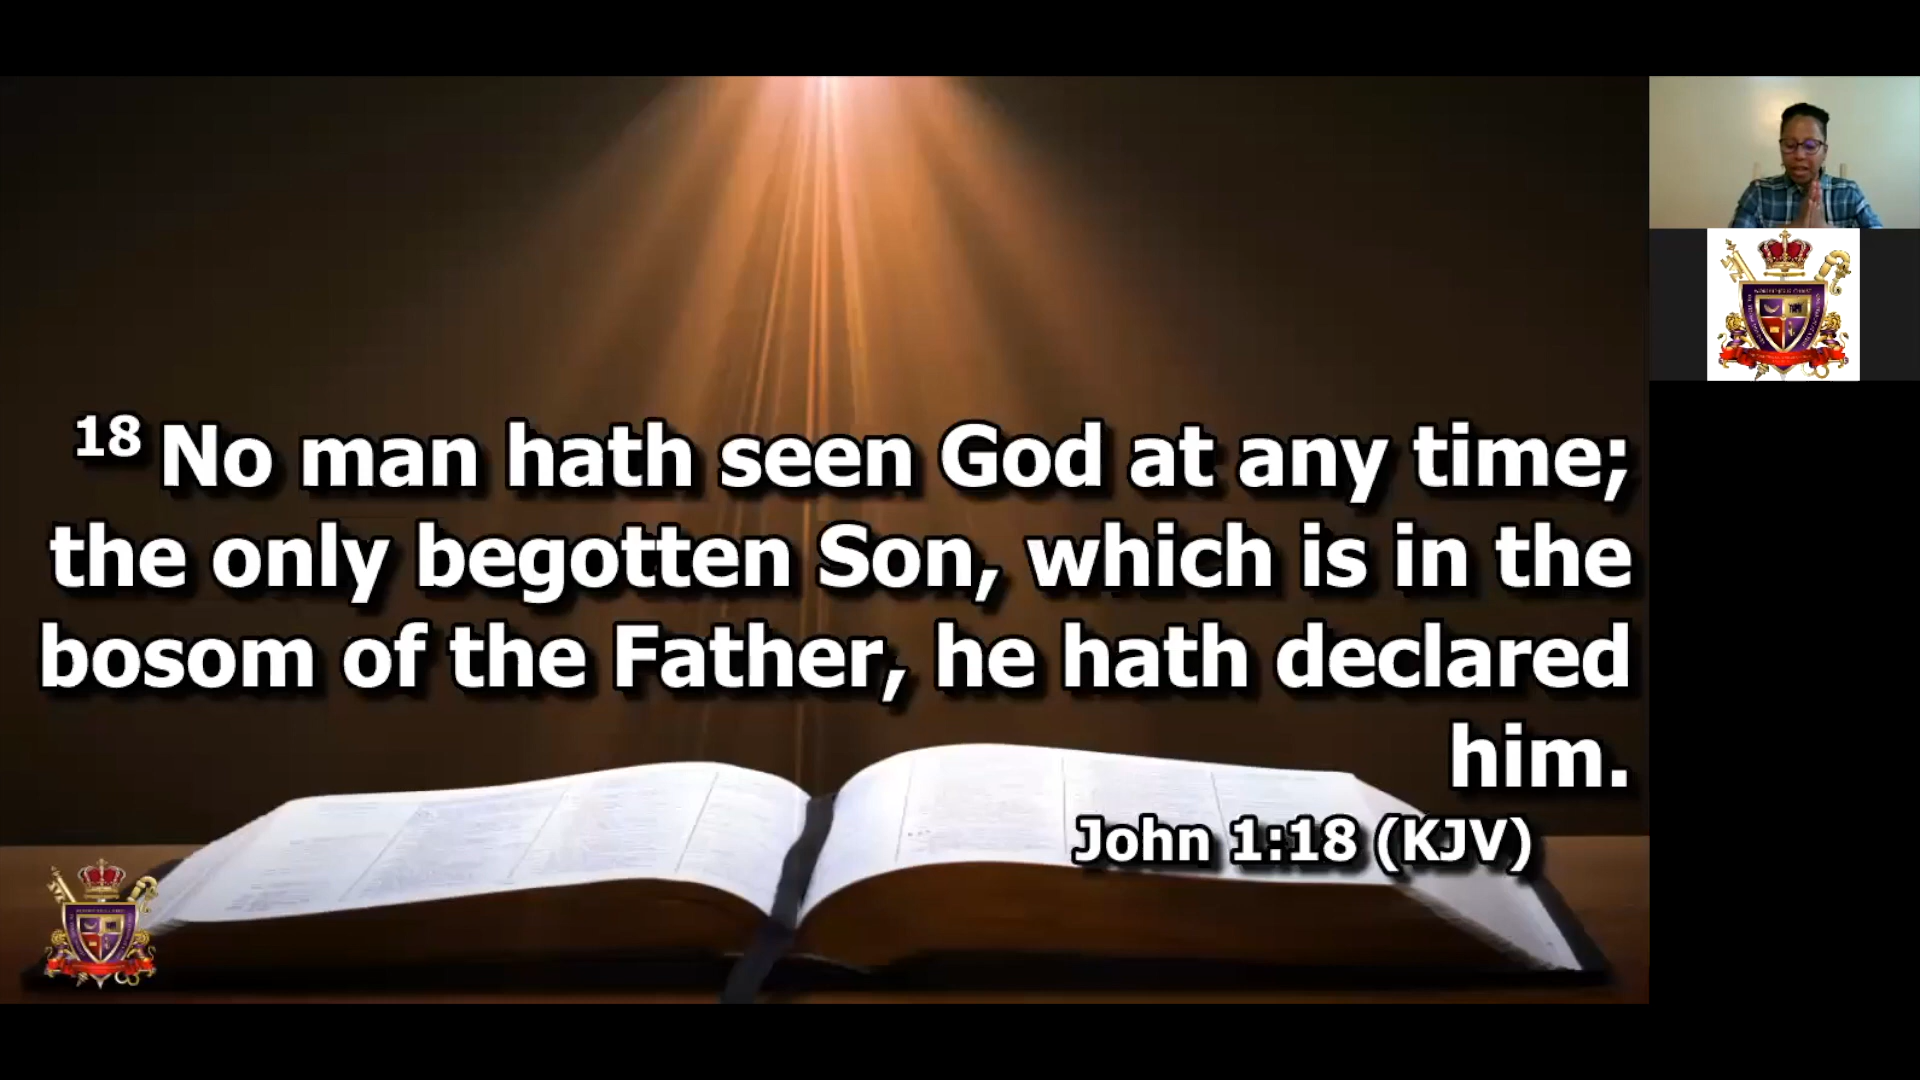 18 No man hath seen God at any time;
the only begotten Son, which is in the
bosom of the Father, he hath declared
him.
John 1:18 (KJV)